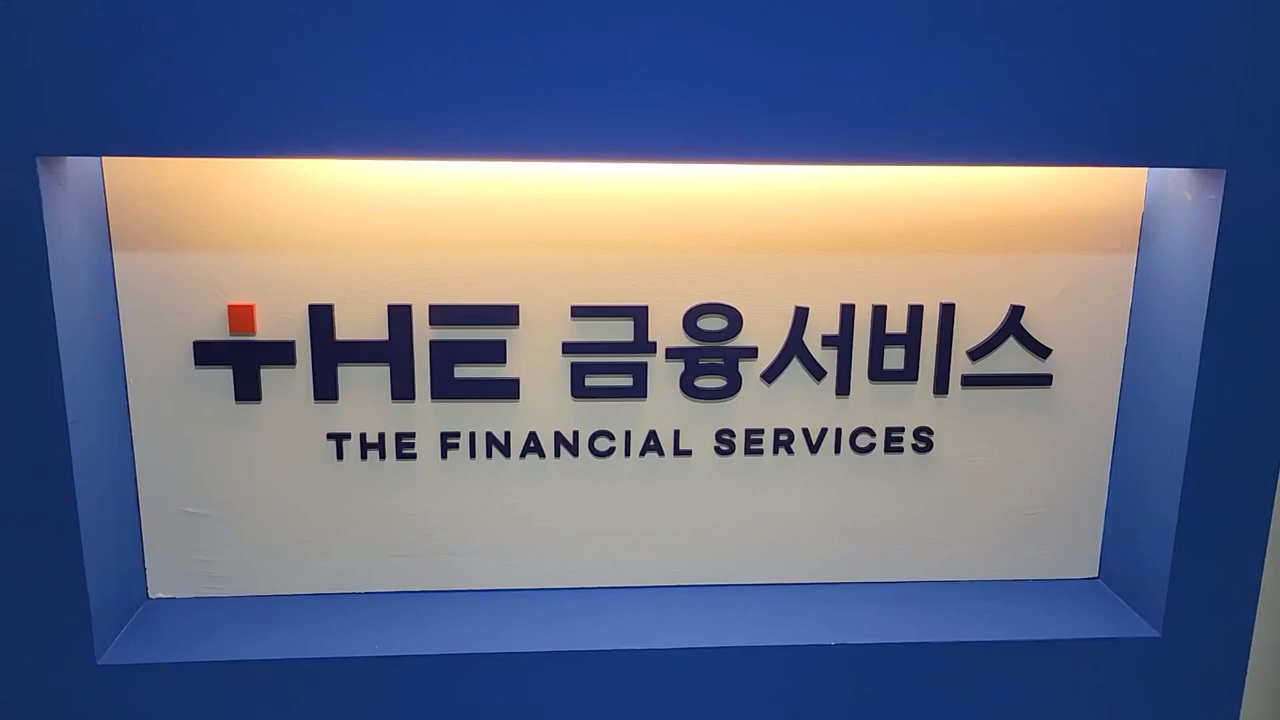 THE 금융서비스
THE FINANCIAL SERVICES